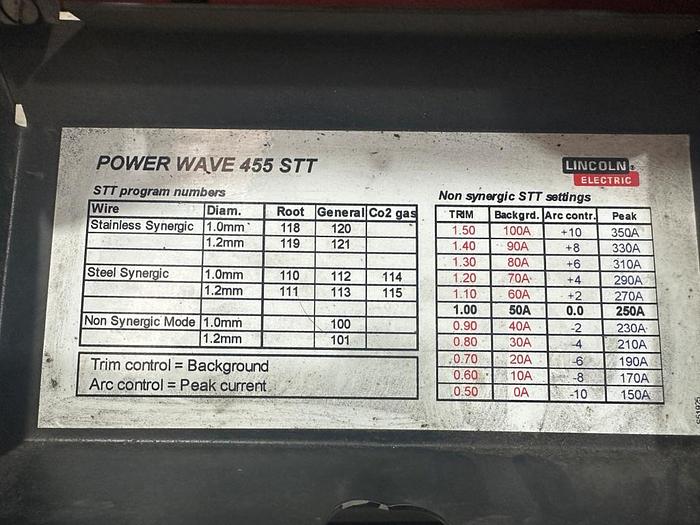 POWER WAVE 455 STT
LINCOLN
ELECTRIC
STT program numbers
Wire Diam. Root General Co2 gas
Stainless Synergic 1.0mm 118 120
1.2mm 119 121
Steel Synergic 1.0mm 110 112 114
1.2mm 111 113 115
Non Synergic Mode 1.0mm 100
1.2mm 101
Trim control = Background
Arc control = Peak current
Non synergic STT settings
TRIM Backgrd. Arc contr. Peak
1.50 100A +10 350A
1.40 90A +8 330A
1.30 80A +6 310A
1.20 70A +4 290A
1.10 60A +2 270A
1.00 50A 0.0 250A
0.90 40A -2 230A
0.80 30A -4 210A
0.70 20A -6 190A
0.60 10A -8 170A
0.50 0A -10 150A